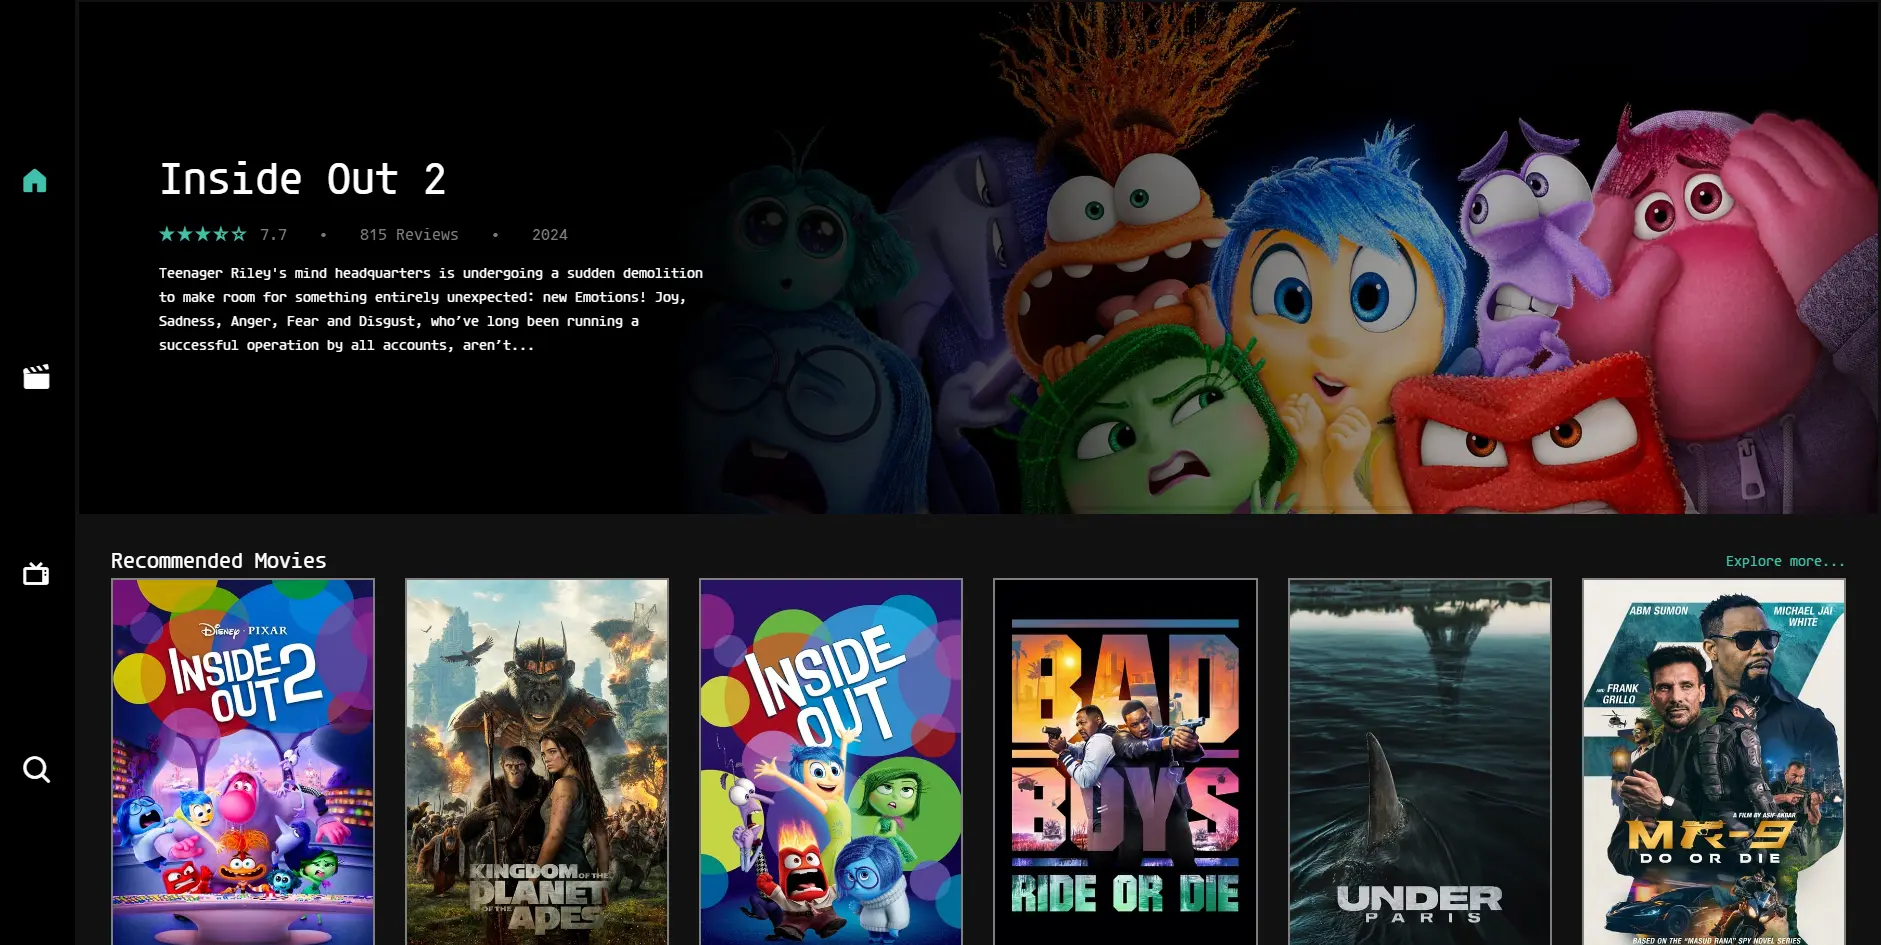 Inside Out 2
7.7 • 815 Reviews • 2024
Teenager Riley's mind headquarters is undergoing a sudden demolition
to make room for something entirely unexpected: new Emotions! Joy,
Sadness, Anger, Fear and Disgust, who’ve long been running a
successful operation by all accounts, aren’t...
Recommended Movies
Explore more...
Disney · PIXAR
INSIDE
OUT 2
KINGDOM OF THE
PLANET
OF THE
APES
INSIDE
OUT
BAD
BOYS
RIDE OR DIE
UNDER
PARIS
ABM SUMON
MICHAEL JAI
WHITE
AND FRANK
GRILLO
A FILM BY ASIF AKBAR
MR-9
DO OR DIE
BASED ON THE "MASUD RANA" SPY NOVEL SERIES